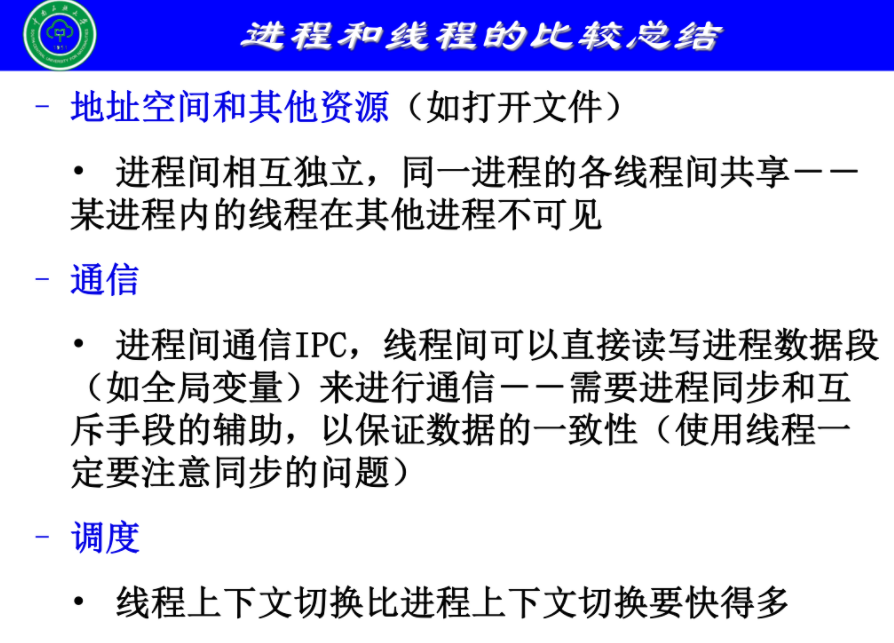 进程和线程的比较总结
– 地址空间和其他资源（如打开文件）
• 进程间相互独立，同一进程的各线程间共享－－
某进程内的线程在其他进程不可见
– 通信
• 进程间通信IPC，线程间可以直接读写进程数据段
（如全局变量）来进行通信－－需要进程同步和互
斥手段的辅助，以保证数据的一致性（使用线程一
定要注意同步的问题）
– 调度
• 线程上下文切换比进程上下文切换要快得多